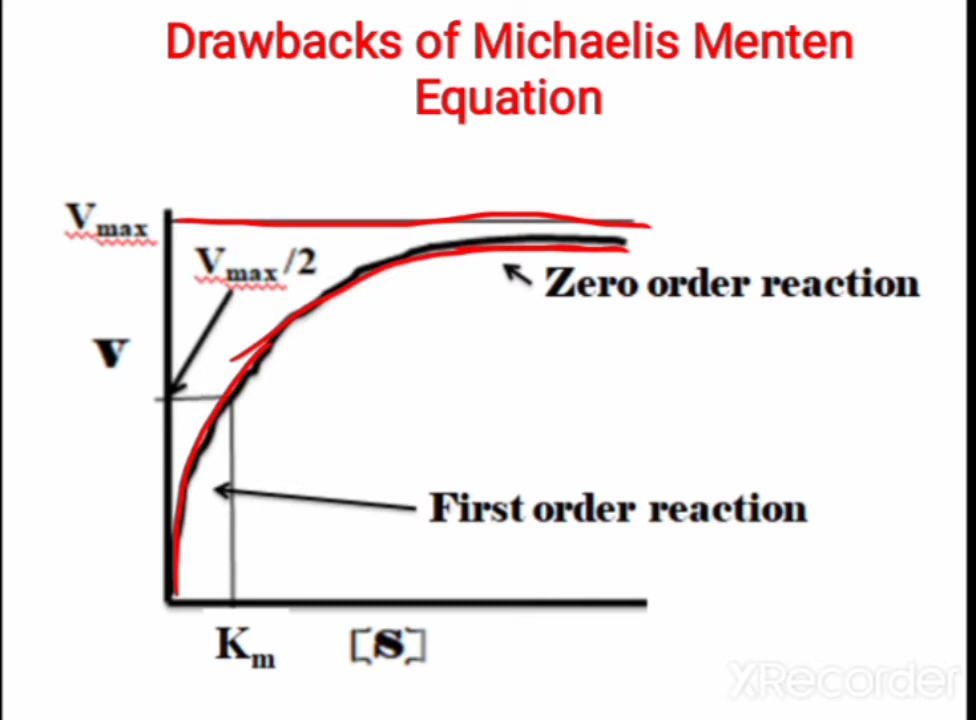 Drawbacks of Michaelis Menten
Equation
Vmax
Vmax/2
Zero order reaction
V
First order reaction
Km
[S]
XRecorder